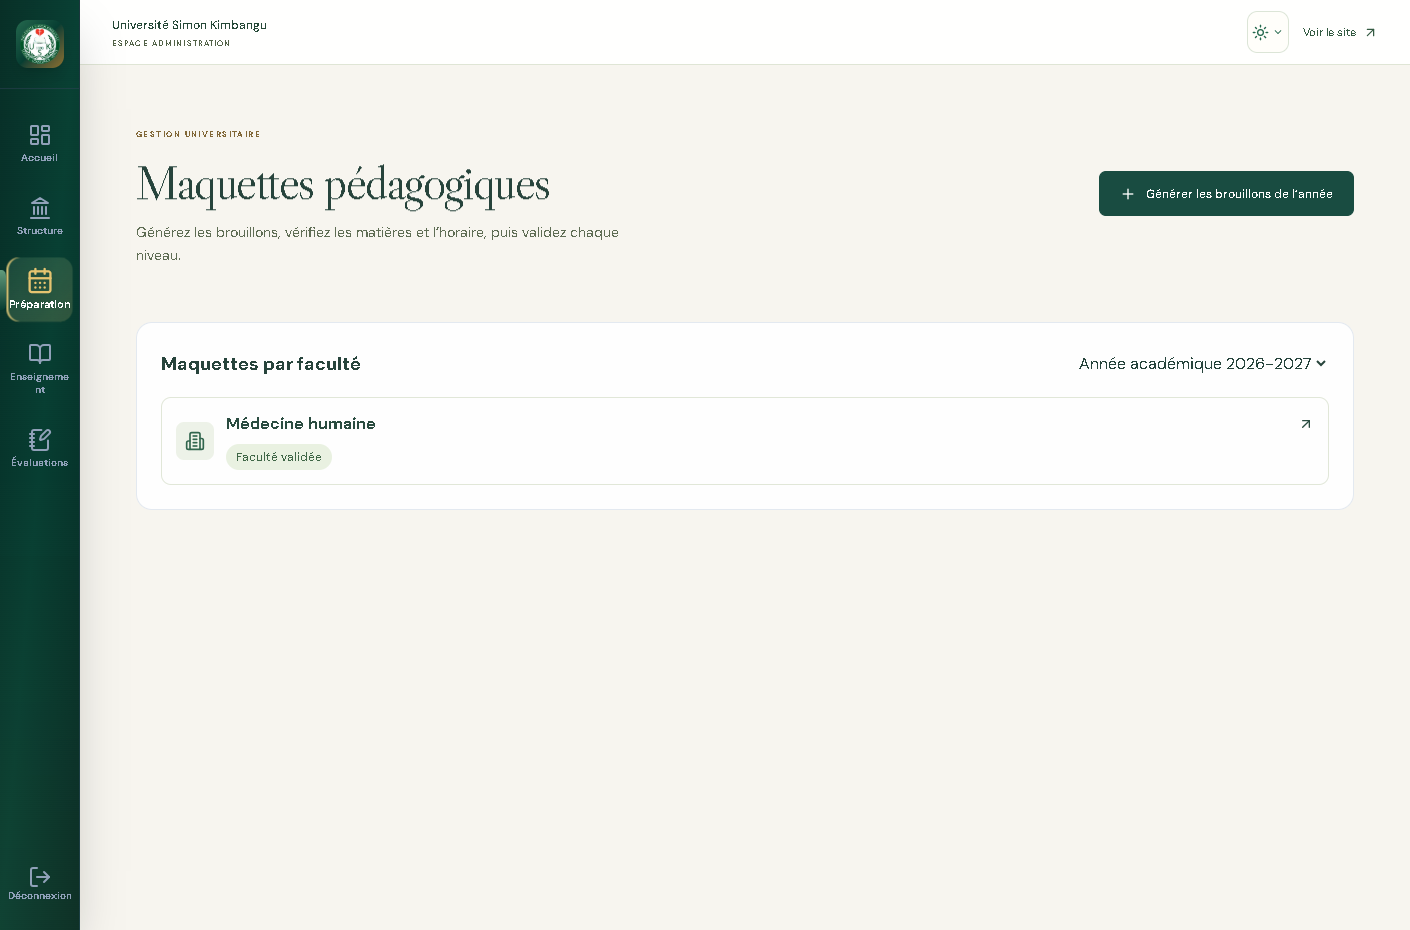 Université Simon Kimbangu
ESPACE ADMINISTRATION
Voir le site
Accueil
Structure
Préparation
Enseigneme
nt
Évaluations
Déconnexion
GESTION UNIVERSITAIRE
Maquettes pédagogiques
Générez les brouillons, vérifiez les matières et l’horaire, puis validez chaque
niveau.
Générer les brouillons de l’année
Maquettes par faculté
Année académique 2026-2027
Médecine humaine
Faculté validée